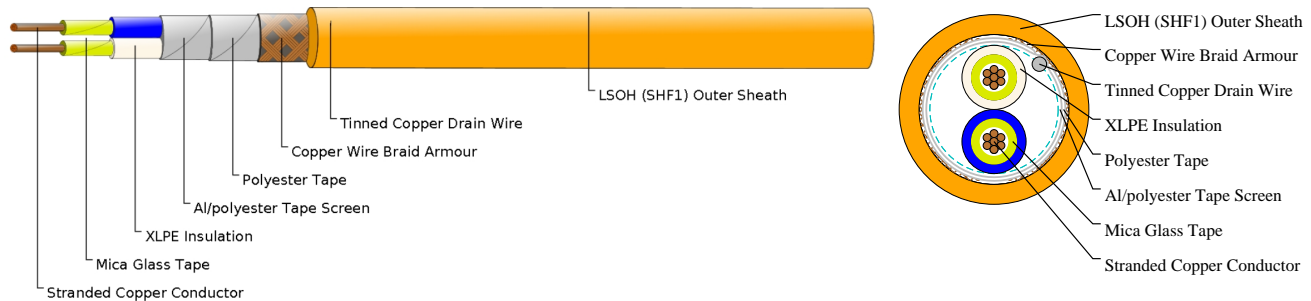 LSOH (SHF1) Outer Sheath
Tinned Copper Drain Wire
Copper Wire Braid Armour
Polyester Tape
Al/polyester Tape Screen
XLPE Insulation
Mica Glass Tape
Stranded Copper Conductor
LSOH (SHF1) Outer Sheath
Copper Wire Braid Armour
Tinned Copper Drain Wire
XLPE Insulation
Polyester Tape
Al/polyester Tape Screen
Mica Glass Tape
Stranded Copper Conductor